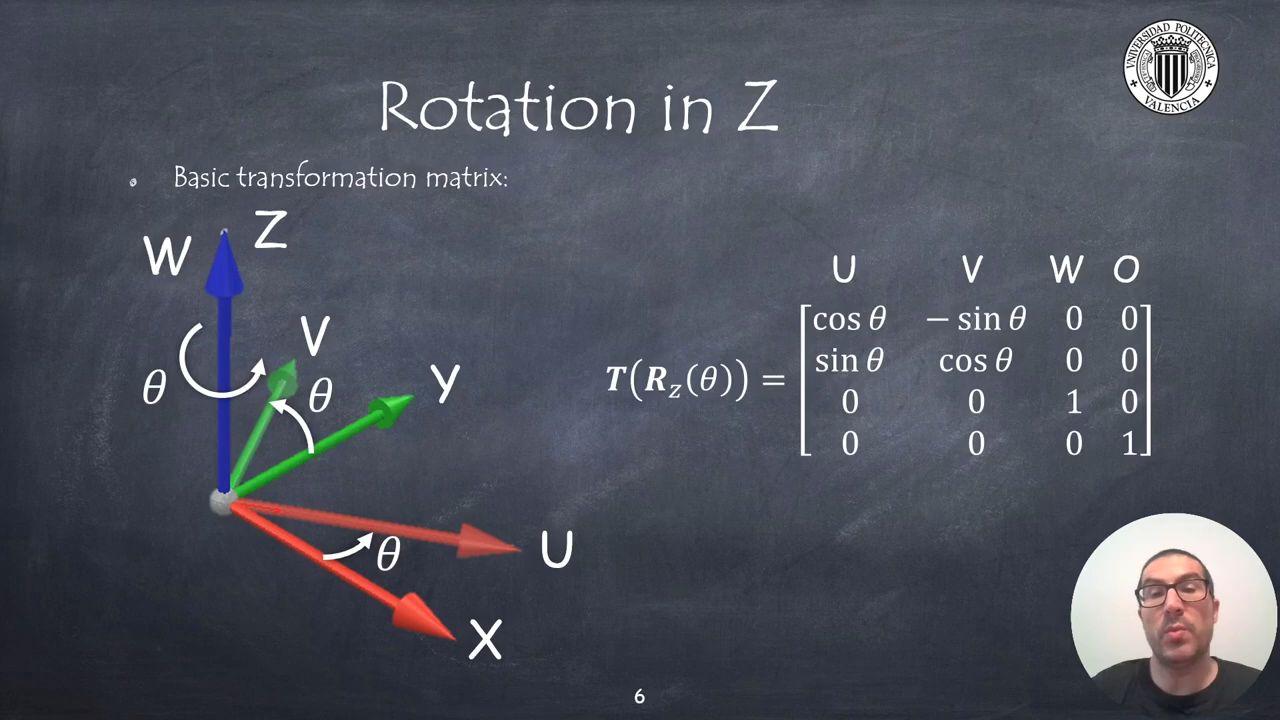 UNIVERSIDAD POLITECNICA
VALENCIA
Rotation in Z
Basic transformation matrix:
Z
W
V
θ
θ
Y
θ
U
X
U V W O
T(R_z(θ)) =
cos θ − sin θ 0 0
sin θ cos θ 0 0
0 0 1 0
0 0 0 1
6